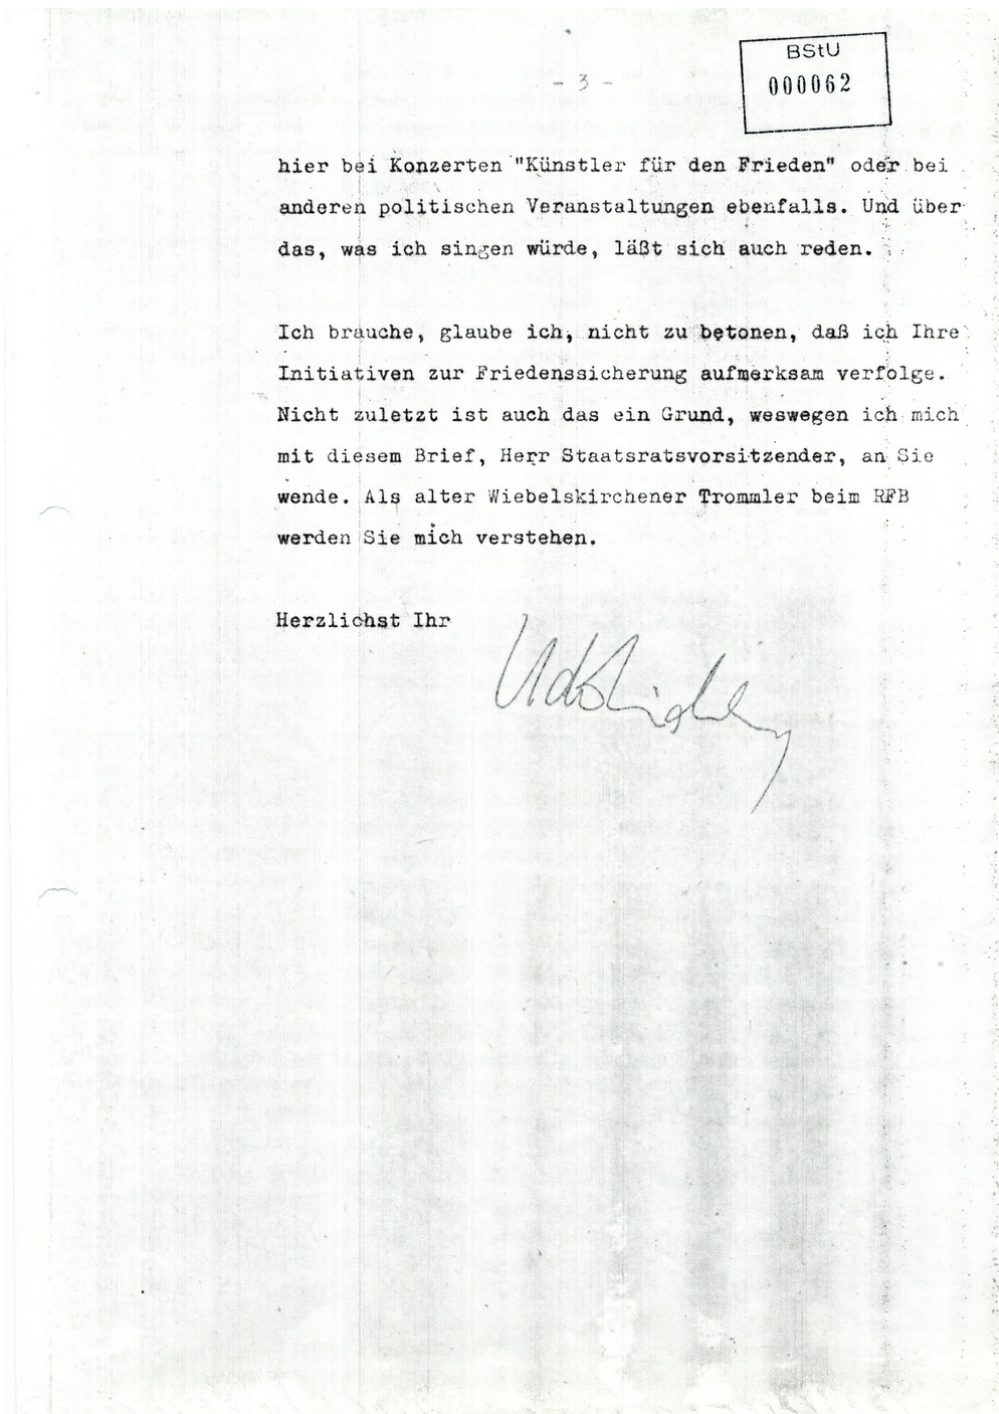 BStU
000062
- 3 -
hier bei Konzerten "Künstler für den Frieden" oder bei
anderen politischen Veranstaltungen ebenfalls. Und über
das, was ich singen würde, läßt sich auch reden.
Ich brauche, glaube ich, nicht zu betonen, daß ich Ihre
Initiativen zur Friedenssicherung aufmerksam verfolge.
Nicht zuletzt ist auch das ein Grund, weswegen ich mich
mit diesem Brief, Herr Staatsratsvorsitzender, an Sie
wende. Als alter Wiebelskirchener Trommler beim RFB
werden Sie mich verstehen.
Herzlichst Ihr
Udo Lindenberg